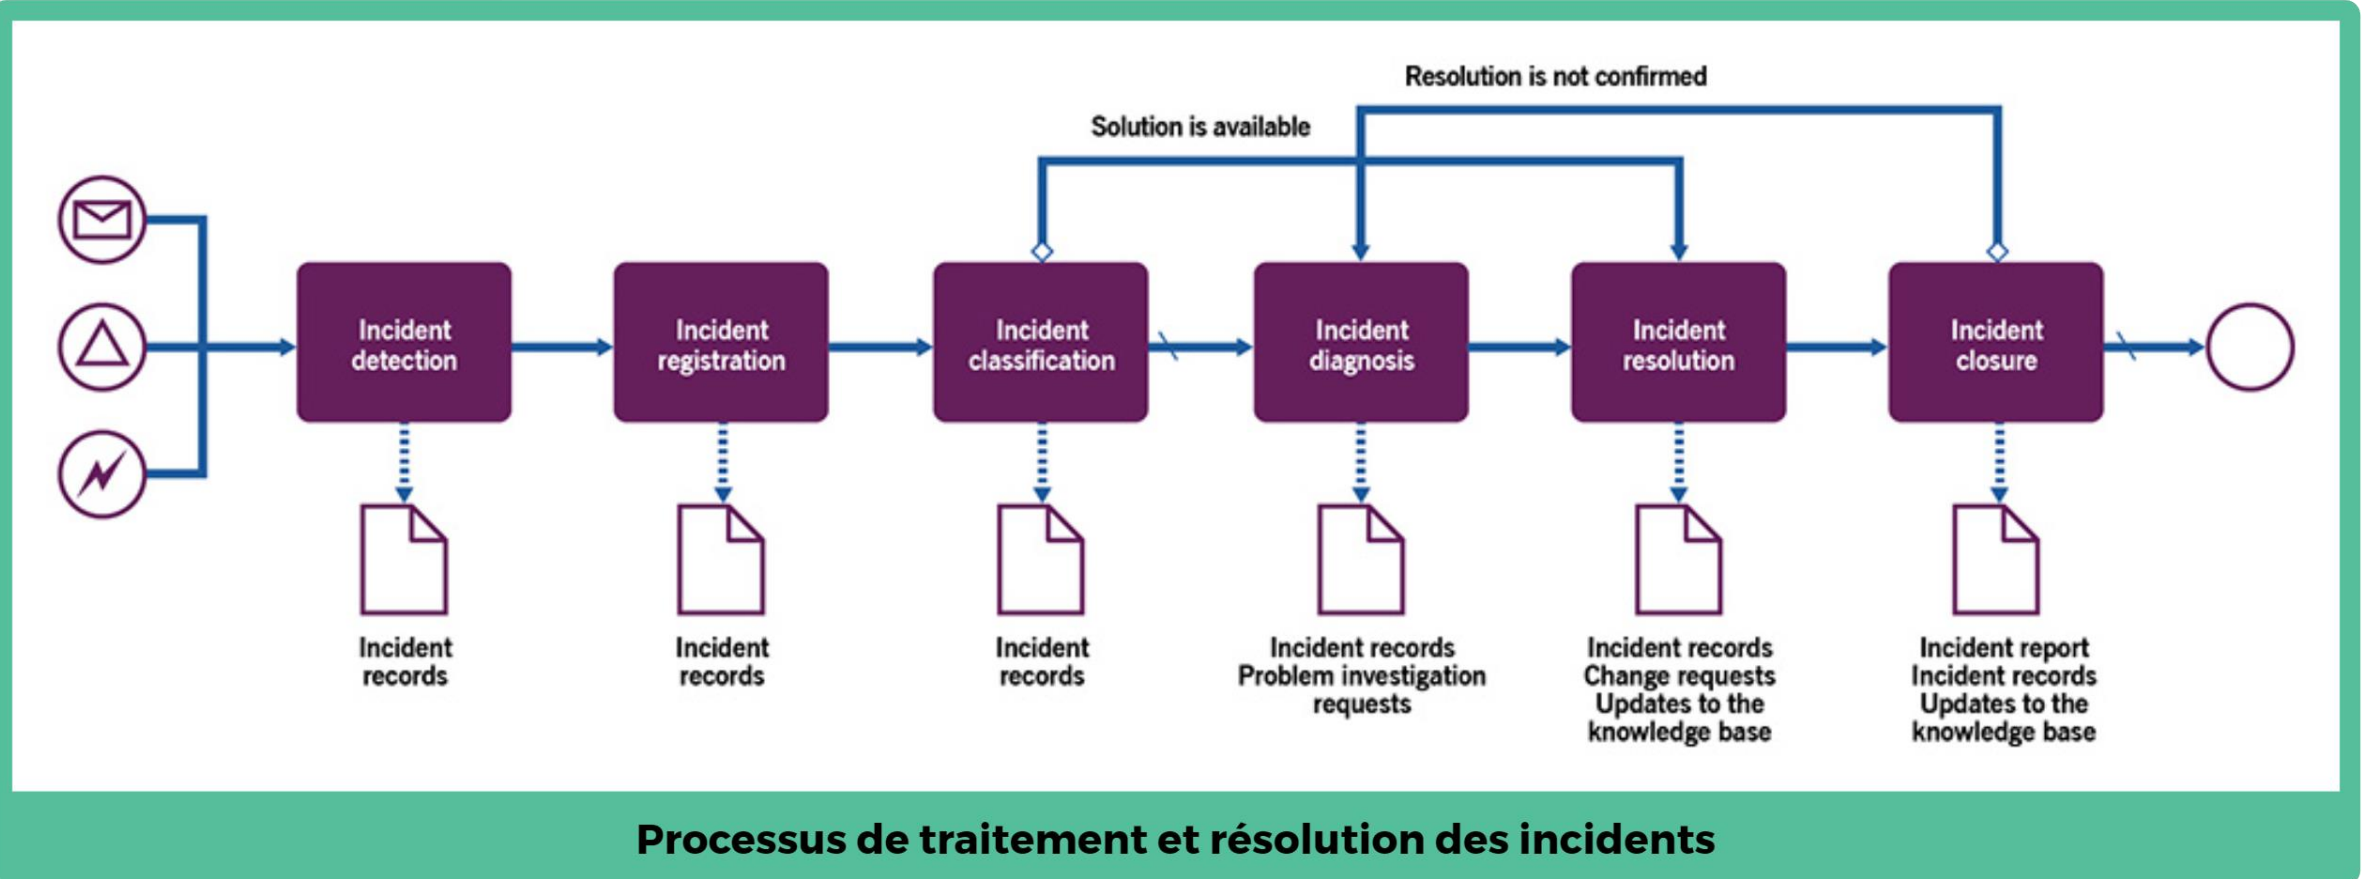 Resolution is not confirmed
Solution is available
Incident
detection
Incident
registration
Incident
classification
Incident
diagnosis
Incident
resolution
Incident
closure
Incident
records
Incident
records
Incident
records
Incident records
Problem investigation
requests
Incident records
Change requests
Updates to the
knowledge base
Incident report
Incident records
Updates to the
knowledge base
Processus de traitement et résolution des incidents